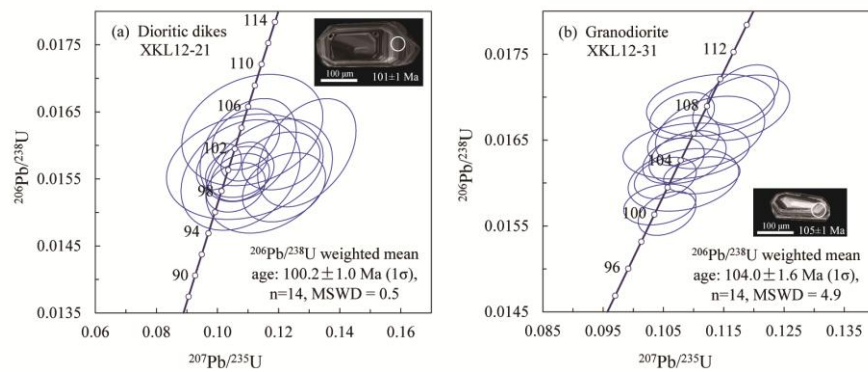 (a) Dioritic dikes
XKL12-21
100 μm
101±1 Ma
114
110
106
102
98
94
90
0.0180
0.0165
0.0155
0.0145
0.0135
²⁰⁶Pb/²³⁸U
²⁰⁶Pb/²³⁸U weighted mean
age: 100.2±1.0 Ma (1σ),
n=14, MSWD = 0.5
0.06 0.08 0.10 0.12 0.14 0.16
²⁰⁷Pb/²³⁵U
(b) Granodiorite
XKL12-31
112
108
104
100
96
0.0180
0.0175
0.0165
0.0155
0.0145
²⁰⁶Pb/²³⁸U
100 μm
105±1 Ma
²⁰⁶Pb/²³⁸U weighted mean
age: 104.0±1.6 Ma (1σ),
n=14, MSWD = 4.9
0.085 0.095 0.105 0.115 0.125 0.135
²⁰⁷Pb/²³⁵U